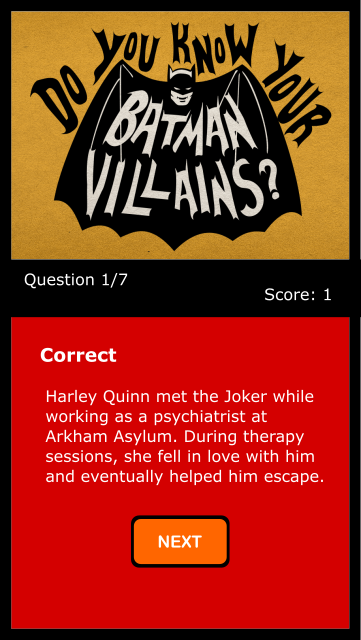 DO YOU KNOW YOUR
BATMAN
VILLAINS?
Question 1/7
Score: 1
Correct
Harley Quinn met the Joker while
working as a psychiatrist at
Arkham Asylum. During therapy
sessions, she fell in love with him
and eventually helped him escape.
NEXT